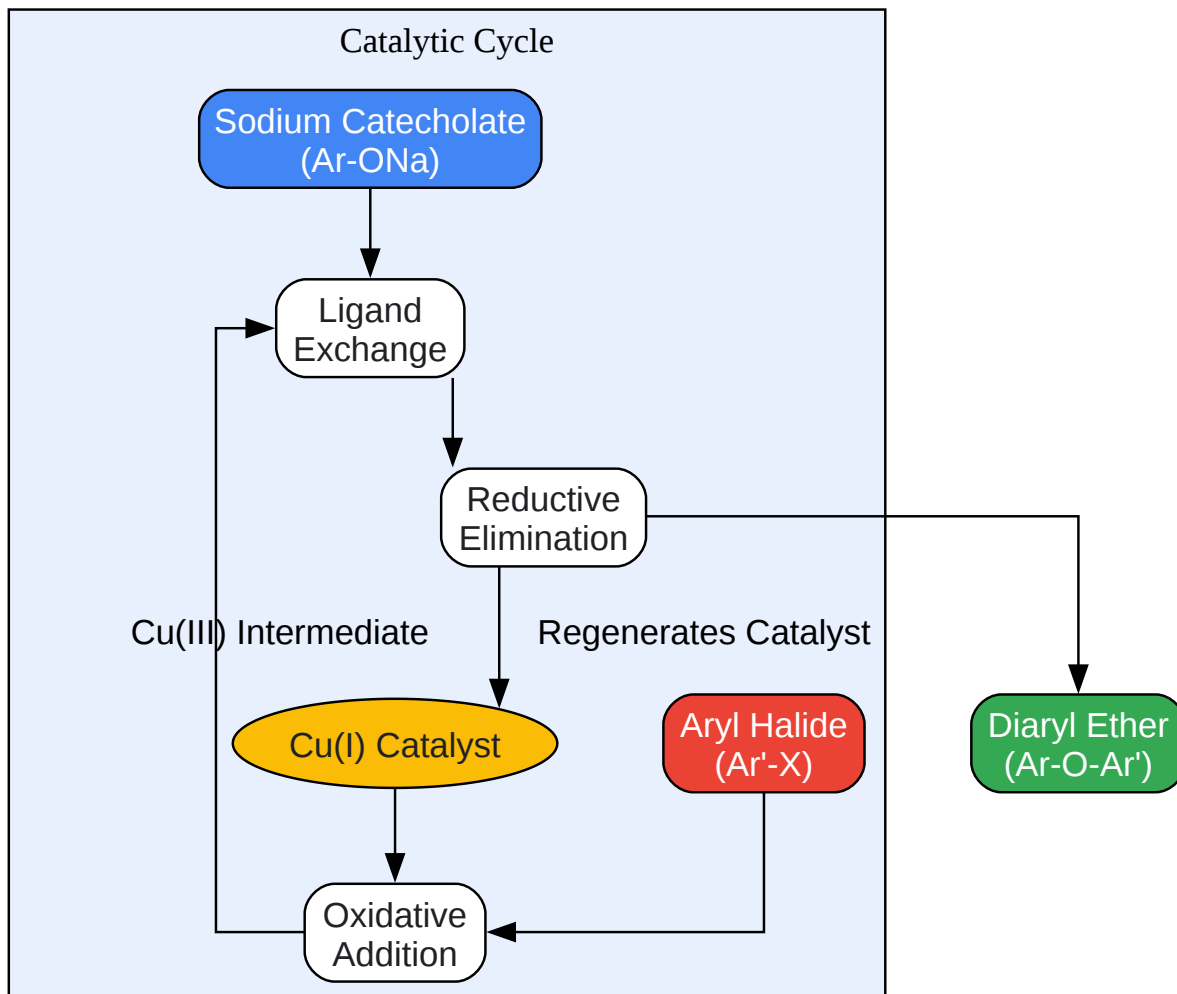 Catalytic Cycle
Sodium Catecholate
(Ar-ONa)
Ligand
Exchange
Reductive
Elimination
Cu(III) Intermediate
Regenerates Catalyst
Cu(I) Catalyst
Aryl Halide
(Ar'-X)
Diaryl Ether
(Ar-O-Ar')
Oxidative
Addition